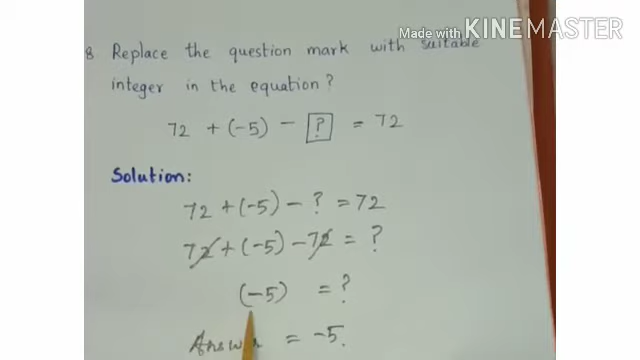 Made with KINEMASTER
8 Replace the question mark with suitable
integer in the equation?
72 + (-5) - ? = 72
Solution:
72 + (-5) - ? = 72
72 + (-5) - 72 = ?
(-5) = ?
Answer = -5.